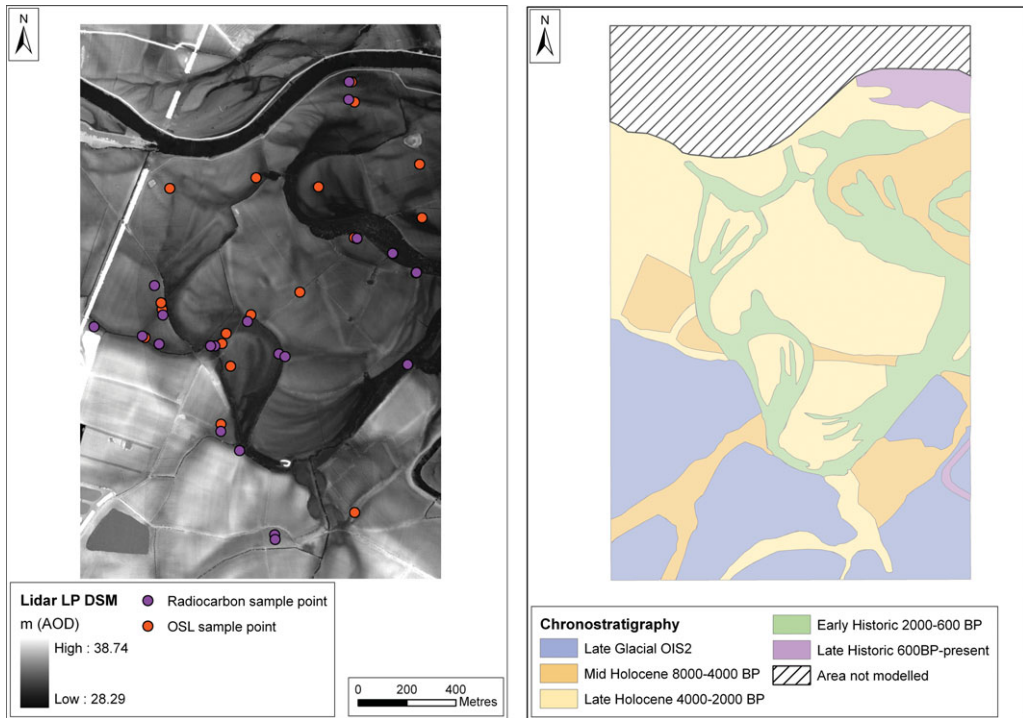 N
Lidar LP DSM
m (AOD)
High : 38.74
Low : 28.29
Radiocarbon sample point
OSL sample point
0 200 400
Metres
N
Chronostratigraphy
Late Glacial OIS2
Mid Holocene 8000-4000 BP
Late Holocene 4000-2000 BP
Early Historic 2000-600 BP
Late Historic 600BP-present
Area not modelled